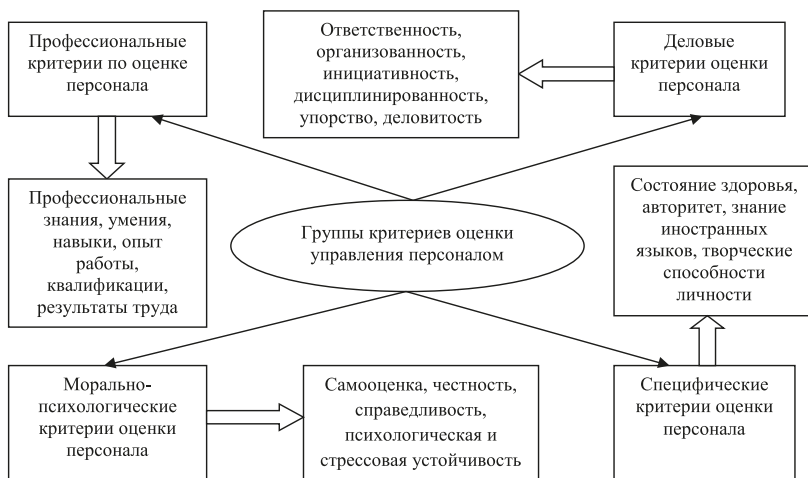 Профессиональные
критерии по оценке
персонала
Ответственность,
организованность,
инициативность,
дисциплинированность,
упорство, деловитость
Деловые
критерии оценки
персонала
Профессиональные
знания, умения,
навыки, опыт
работы,
квалификации,
результаты труда
Группы критериев оценки
управления персоналом
Состояние здоровья,
авторитет, знание
иностранных
языков, творческие
способности
личности
Морально-
психологические
критерии оценки
персонала
Самооценка, честность,
справедливость,
психологическая и
стрессовая устойчивость
Специфические
критерии оценки
персонала